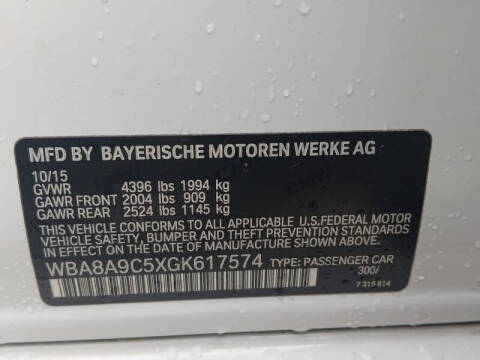 MFD BY BAYERISCHE MOTOREN WERKE AG
10/15
GVWR 4396 lbs 1994 kg
GAWR FRONT 2004 lbs 909 kg
GAWR REAR 2524 lbs 1145 kg
THIS VEHICLE CONFORMS TO ALL APPLICABLE U.S.FEDERAL MOTOR
VEHICLE SAFETY, BUMPER, AND THEFT PREVENTION STANDARDS
IN EFFECT ON THE DATE OF MANUFACTURE SHOWN ABOVE.
WBA8A9C5XGK617574 TYPE: PASSENGER CAR
300/
7 315 814